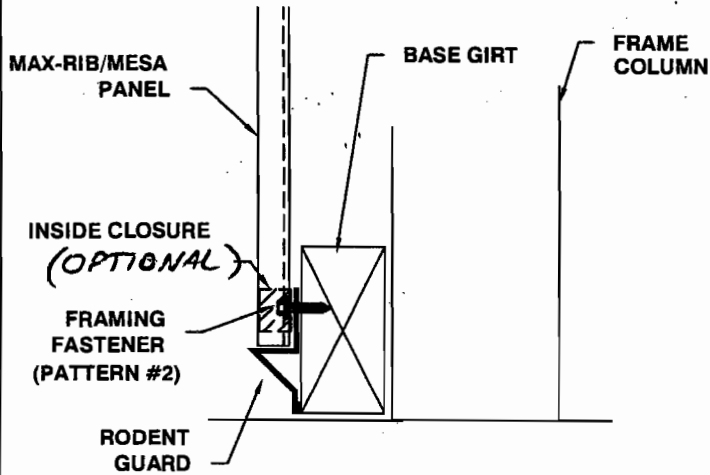 MAX-RIB/MESA
PANEL
BASE GIRT
FRAME
COLUMN
INSIDE CLOSURE
(OPTIONAL)
FRAMING
FASTENER
(PATTERN #2)
RODENT
GUARD